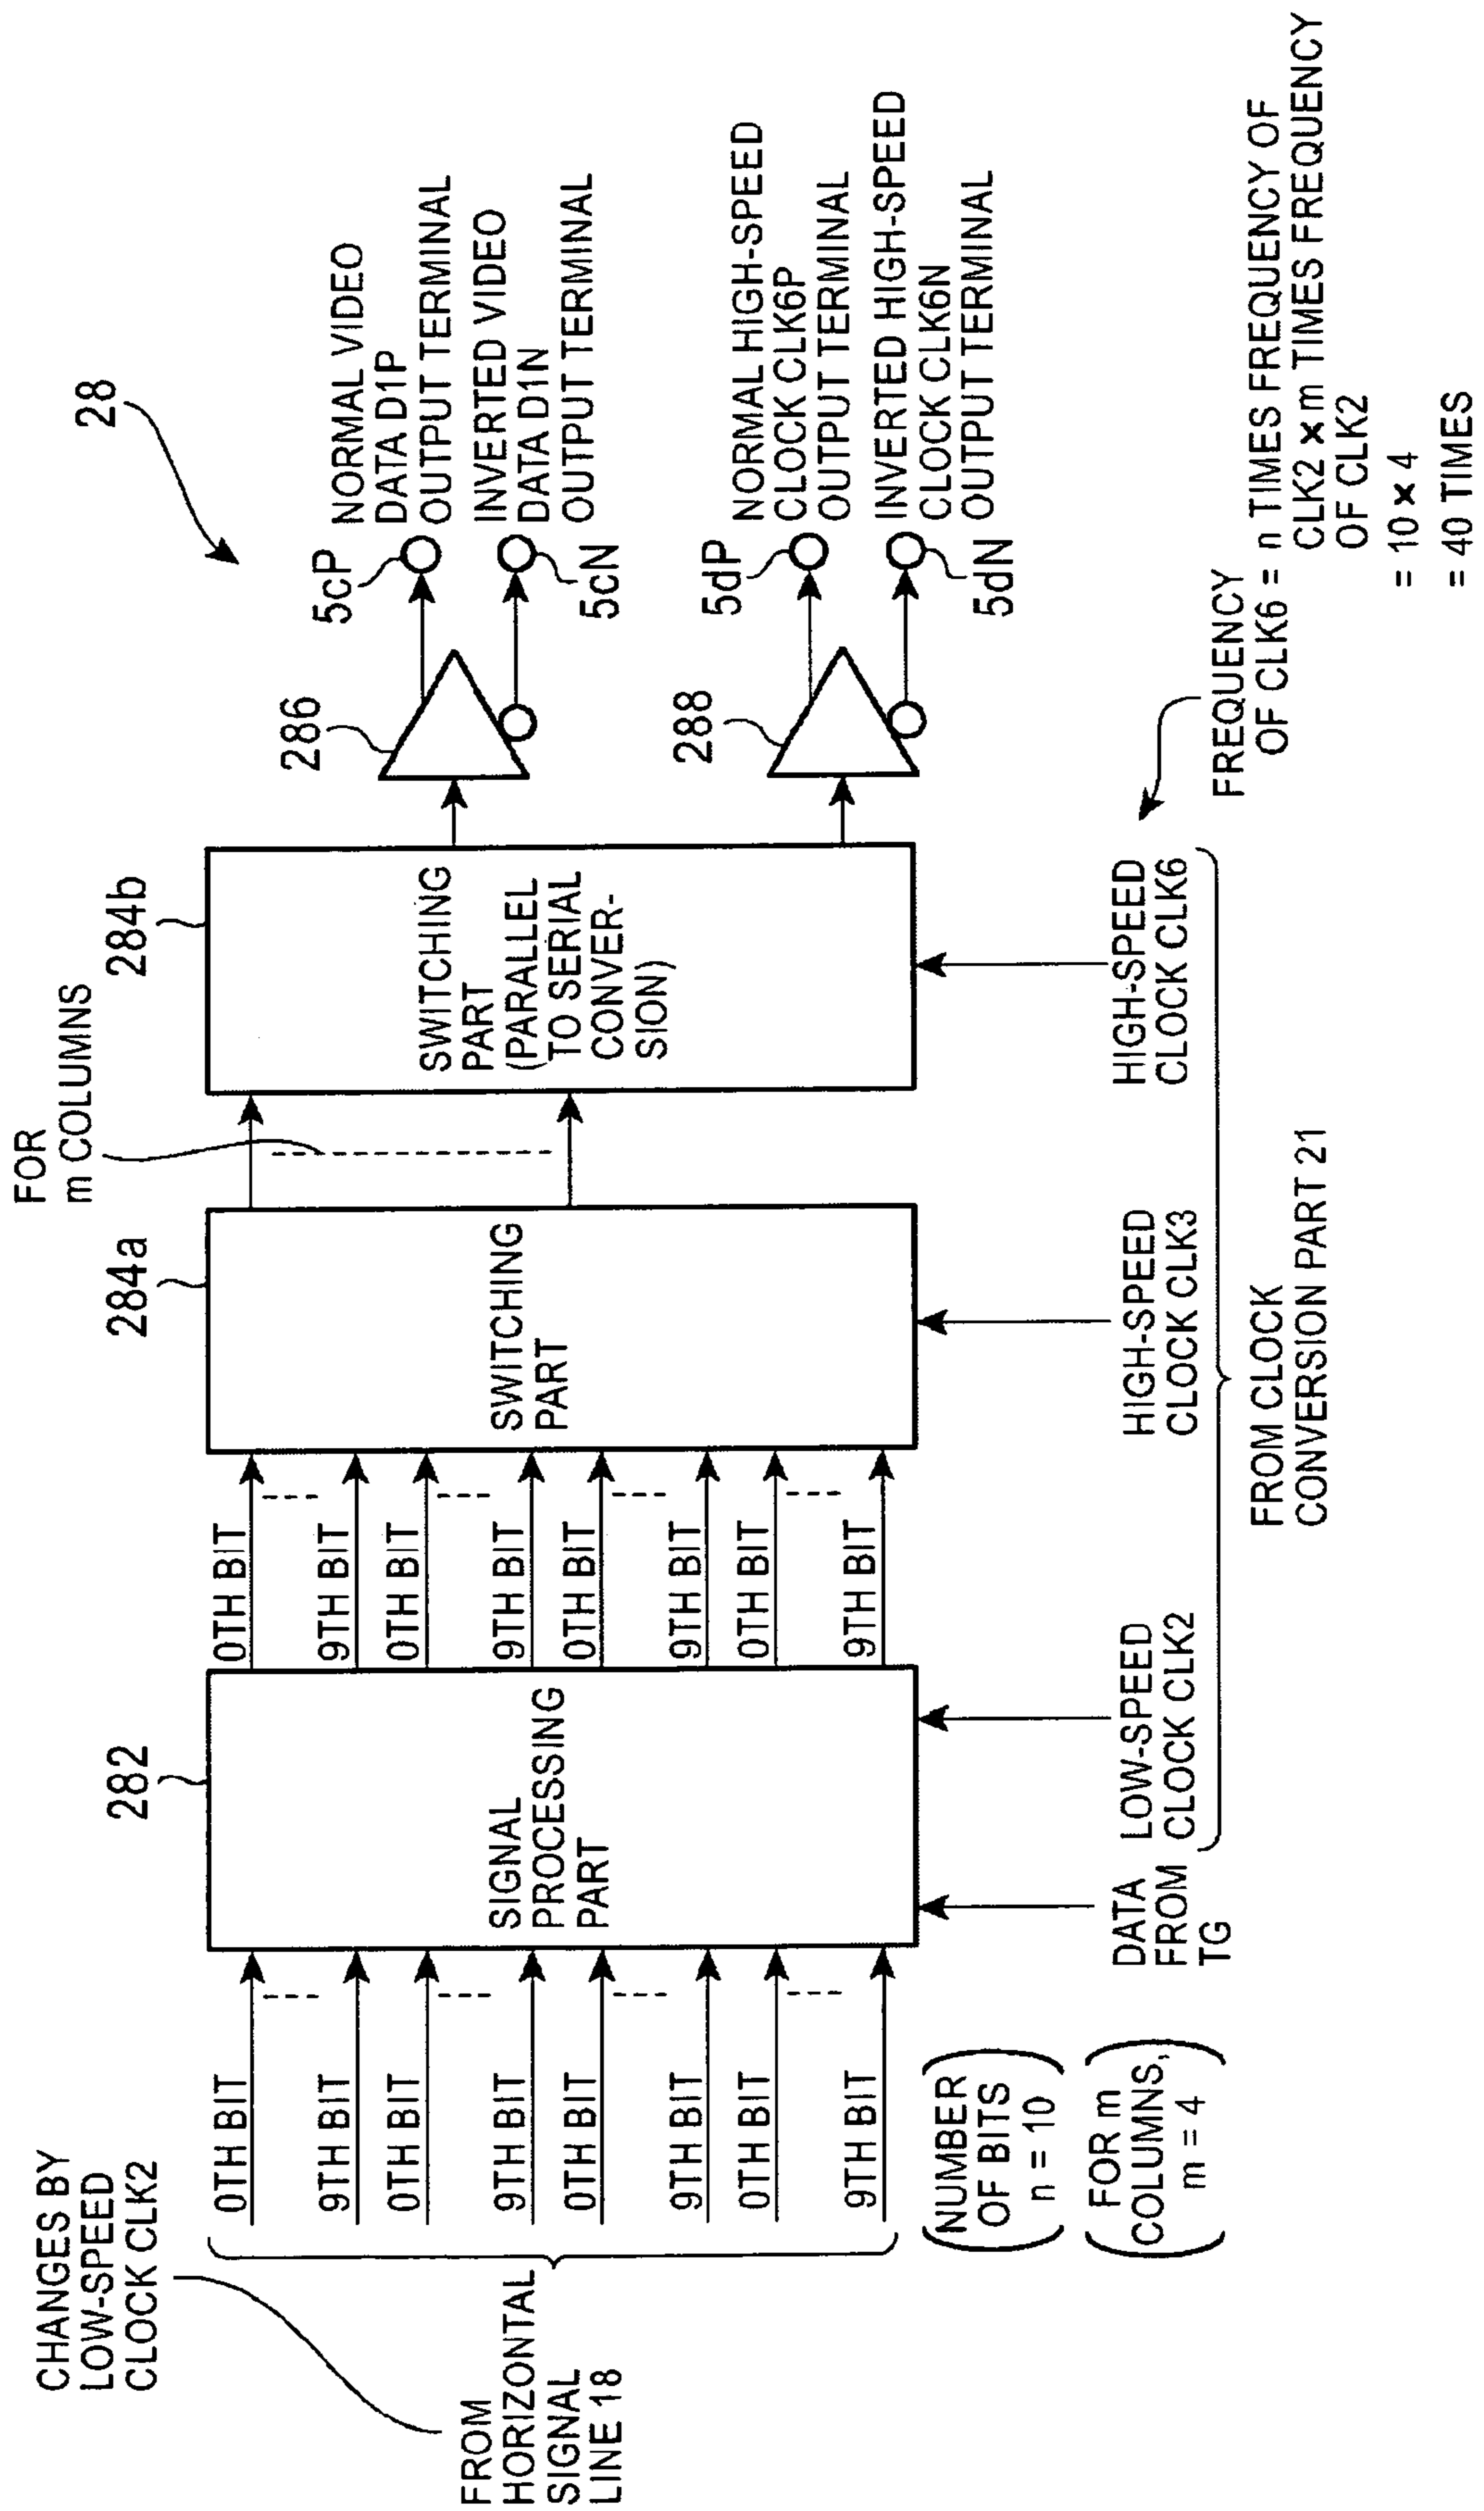 28
CHANGES BY
LOW-SPEED
CLOCK CLK2
FROM
HORIZONTAL
SIGNAL
LINE 18
0TH BIT
9TH BIT
0TH BIT
9TH BIT
0TH BIT
9TH BIT
0TH BIT
9TH BIT
(NUMBER
OF BITS
n = 10)
(FOR m
COLUMNS,
m = 4)
282
SIGNAL
PROCESSING
PART
DATA
FROM
TG
LOW-SPEED
CLOCK CLK2
0TH BIT
9TH BIT
0TH BIT
9TH BIT
0TH BIT
9TH BIT
0TH BIT
9TH BIT
284a
SWITCHING
PART
HIGH-SPEED
CLOCK CLK3
FOR
m COLUMNS
284b
SWITCHING
PART
(PARALLEL
TO SERIAL
CONVER-
SION)
HIGH-SPEED
CLOCK CLK6
FROM CLOCK
CONVERSION PART 21
286
5cP
NORMAL VIDEO
DATA D1P
OUTPUT TERMINAL
5cN
INVERTED VIDEO
DATA D1N
OUTPUT TERMINAL
288
5dP
NORMAL HIGH-SPEED
CLOCK CLK6P
OUTPUT TERMINAL
5dN
INVERTED HIGH-SPEED
CLOCK CLK6N
OUTPUT TERMINAL
FREQUENCY
OF CLK6 = n TIMES FREQUENCY OF
CLK2 × m TIMES FREQUENCY
OF CLK2
= 10 × 4
= 40 TIMES